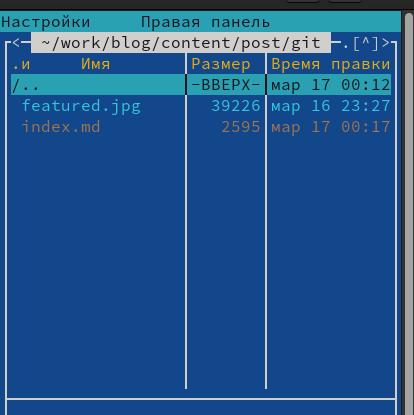 Настройки Правая панель
<─ ~/work/blog/content/post/git ─.[^]>
.и Имя Размер Время правки
/.. -ВВЕРХ- мар 17 00:12
featured.jpg 39226 мар 16 23:27
index.md 2595 мар 17 00:17